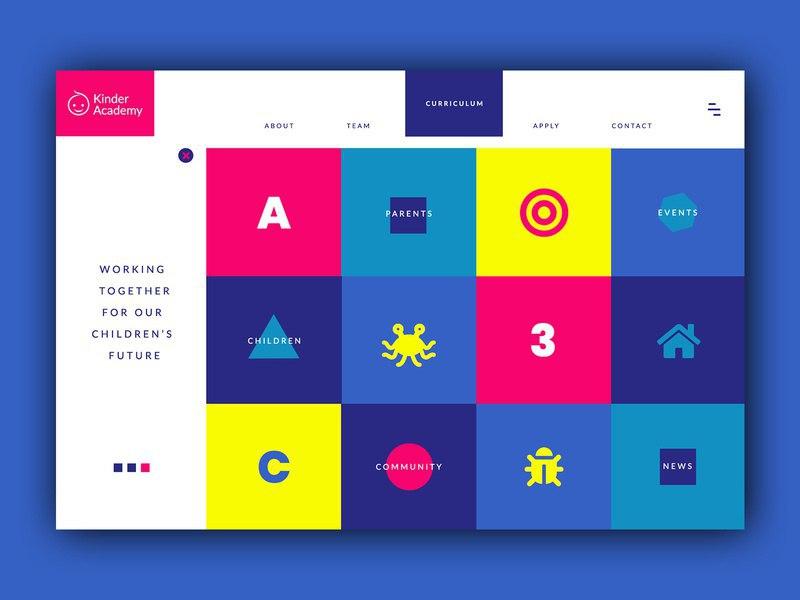 Kinder
Academy
ABOUT
TEAM
CURRICULUM
APPLY
CONTACT
WORKING
TOGETHER
FOR OUR
CHILDREN'S
FUTURE
A
PARENTS
EVENTS
CHILDREN
3
C
COMMUNITY
NEWS